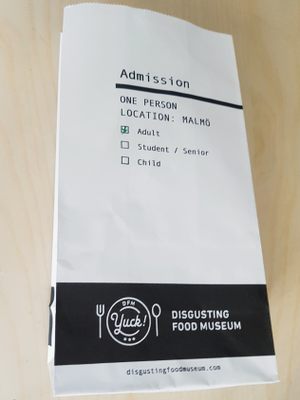 Admission
ONE PERSON
LOCATION: MALMÖ
Adult
Student / Senior
Child
DFM
Yuck!
DISGUSTING
FOOD MUSEUM
disgustingfoodmuseum.com